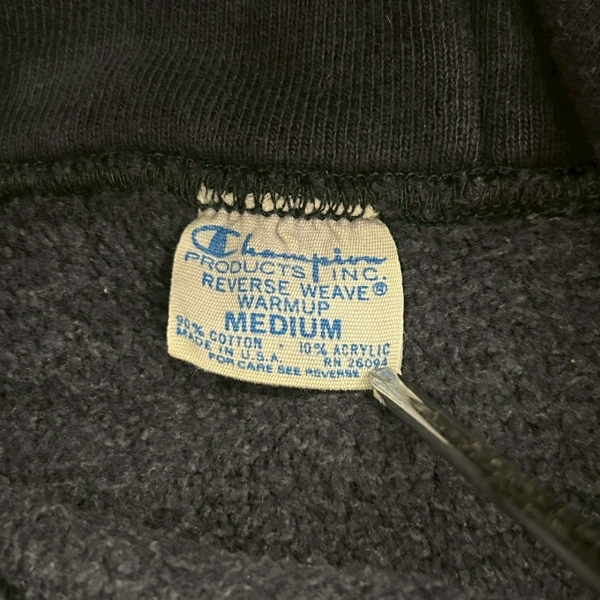 Champion
PRODUCTS INC.
REVERSE WEAVE®
WARMUP
MEDIUM
90% COTTON • 10% ACRYLIC
MADE IN U.S.A. RN 26094
FOR CARE SEE REVERSE